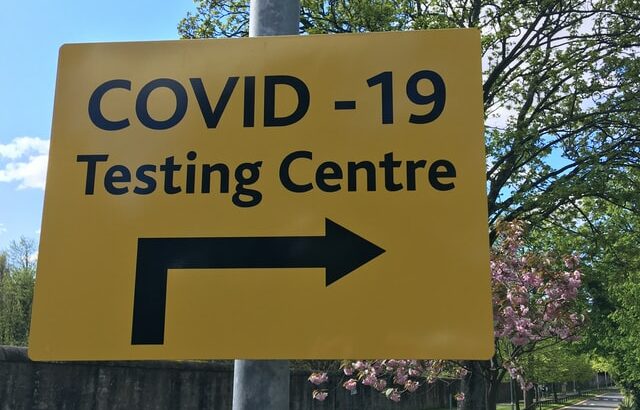 COVID -19
Testing Centre